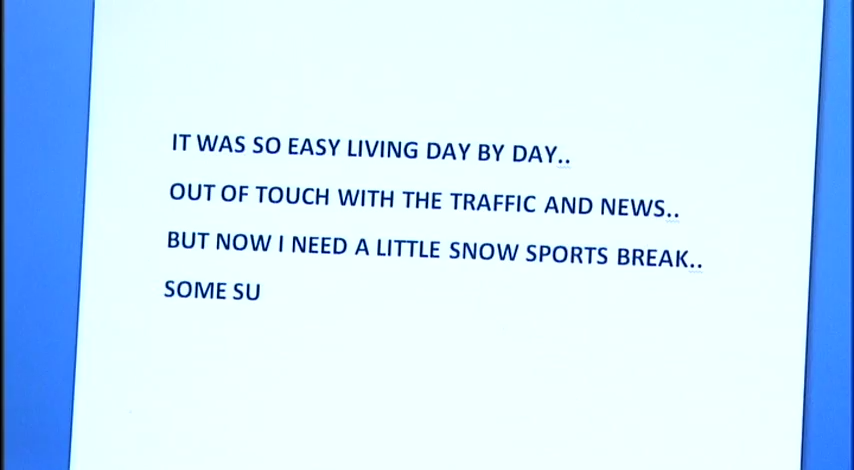 IT WAS SO EASY LIVING DAY BY DAY..
OUT OF TOUCH WITH THE TRAFFIC AND NEWS..
BUT NOW I NEED A LITTLE SNOW SPORTS BREAK..
SOME SU